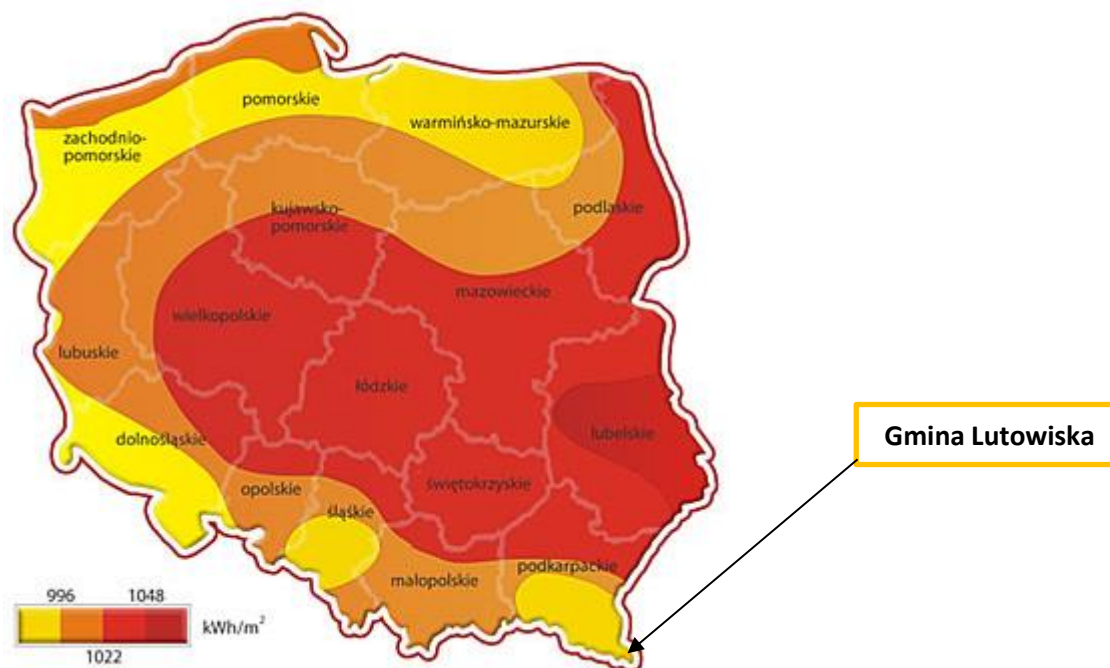 pomorskie
warmińsko-mazurskie
zachodnio-
pomorskie
kujawsko-
pomorskie
podlaskie
mazowieckie
wielkopolskie
lubuskie
łódzkie
dolnośląskie
lubelskie
Gmina Lutowiska
opolskie
świętokrzyskie
śląskie
podkarpackie
małopolskie
996 1048
kWh/m²
1022